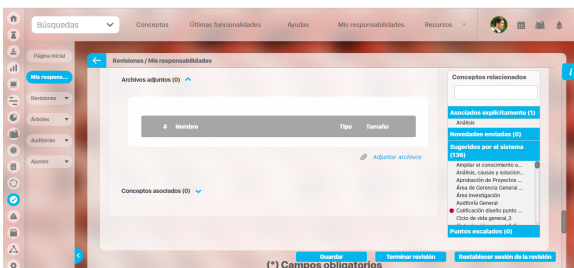 Búsquedas
Conceptos
Últimas funcionalidades
Ayudas
Mis responsabilidades
Recursos
Página inicial
Mis respons...
Revisiones
Árboles
Auditorías
Ajustes
Revisiones / Mis responsabilidades
Archivos adjuntos (0)
# Nombre Tipo Tamaño
Adjuntar archivos
Conceptos asociados (0)
Conceptos relacionados
Asociados explícitamente (1)
Análisis
Novedades enviadas (0)
Sugeridos por el sistema
(138)
Ampliar el conocimiento e...
Análisis, causas y solucion...
Aprobación de Proyectos ...
Área de Gerencia General ...
Área Investigación
Auditoría General
Calificación diseño punto ...
Ciclo de vida general_3
Puntos escalados (0)
i
Guardar
Terminar revisión
Restablecer sesión de la revisión
(*) Campos obligatorios